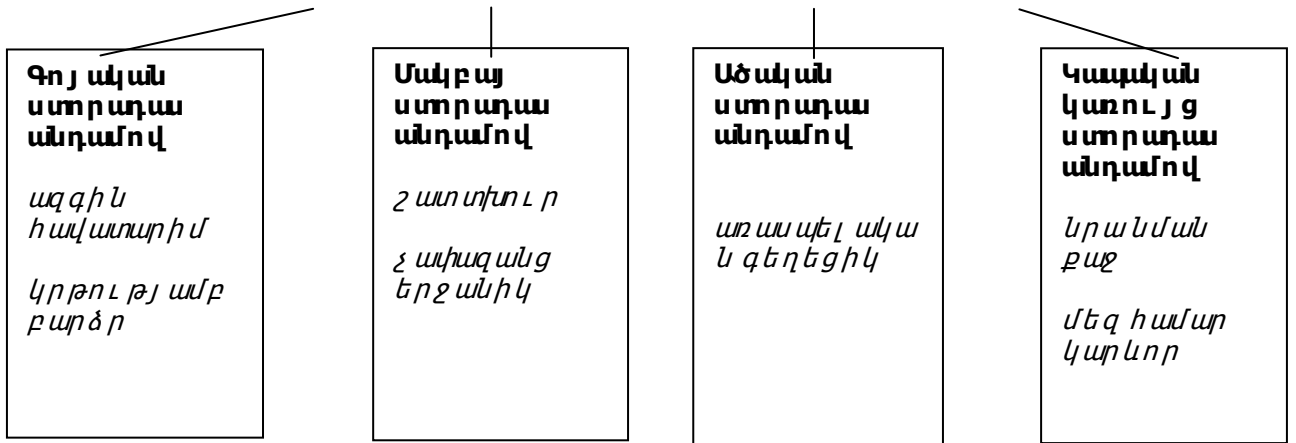 Գոյական
ստորադաս
անդամով
ազգին
հավատարիմ
կրթությամբ
բարձր
Մակբայ
ստորադաս
անդամով
շատ տխուր
չափազանց
երջանիկ
Ածական
ստորադաս
անդամով
առասպելակա
ն գեղեցիկ
Կապական
կառույց
ստորադաս
անդամով
նրա նման
քաջ
մեզ համար
կարևոր